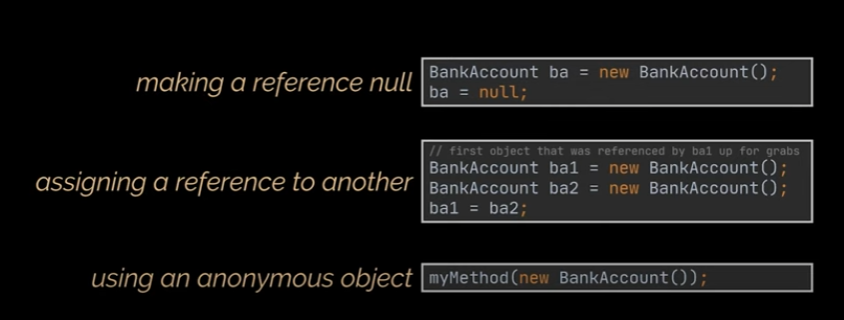 making a reference null
BankAccount ba = new BankAccount();
ba = null;
assigning a reference to another
// first object that was referenced by ba1 up for grabs
BankAccount ba1 = new BankAccount();
BankAccount ba2 = new BankAccount();
ba1 = ba2;
using an anonymous object
myMethod(new BankAccount());